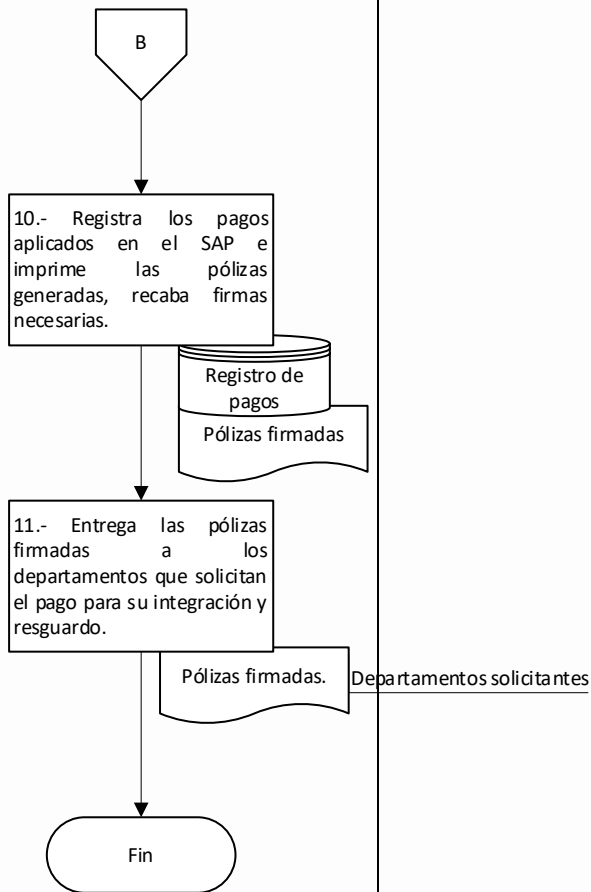 B
10.- Registra los pagos
aplicados en el SAP e
imprime las pólizas
generadas, recaba firmas
necesarias.
Registro de
pagos
Pólizas firmadas
11.- Entrega las pólizas
firmadas a los
departamentos que solicitan
el pago para su integración y
resguardo.
Pólizas firmadas.
Departamentos solicitantes
Fin